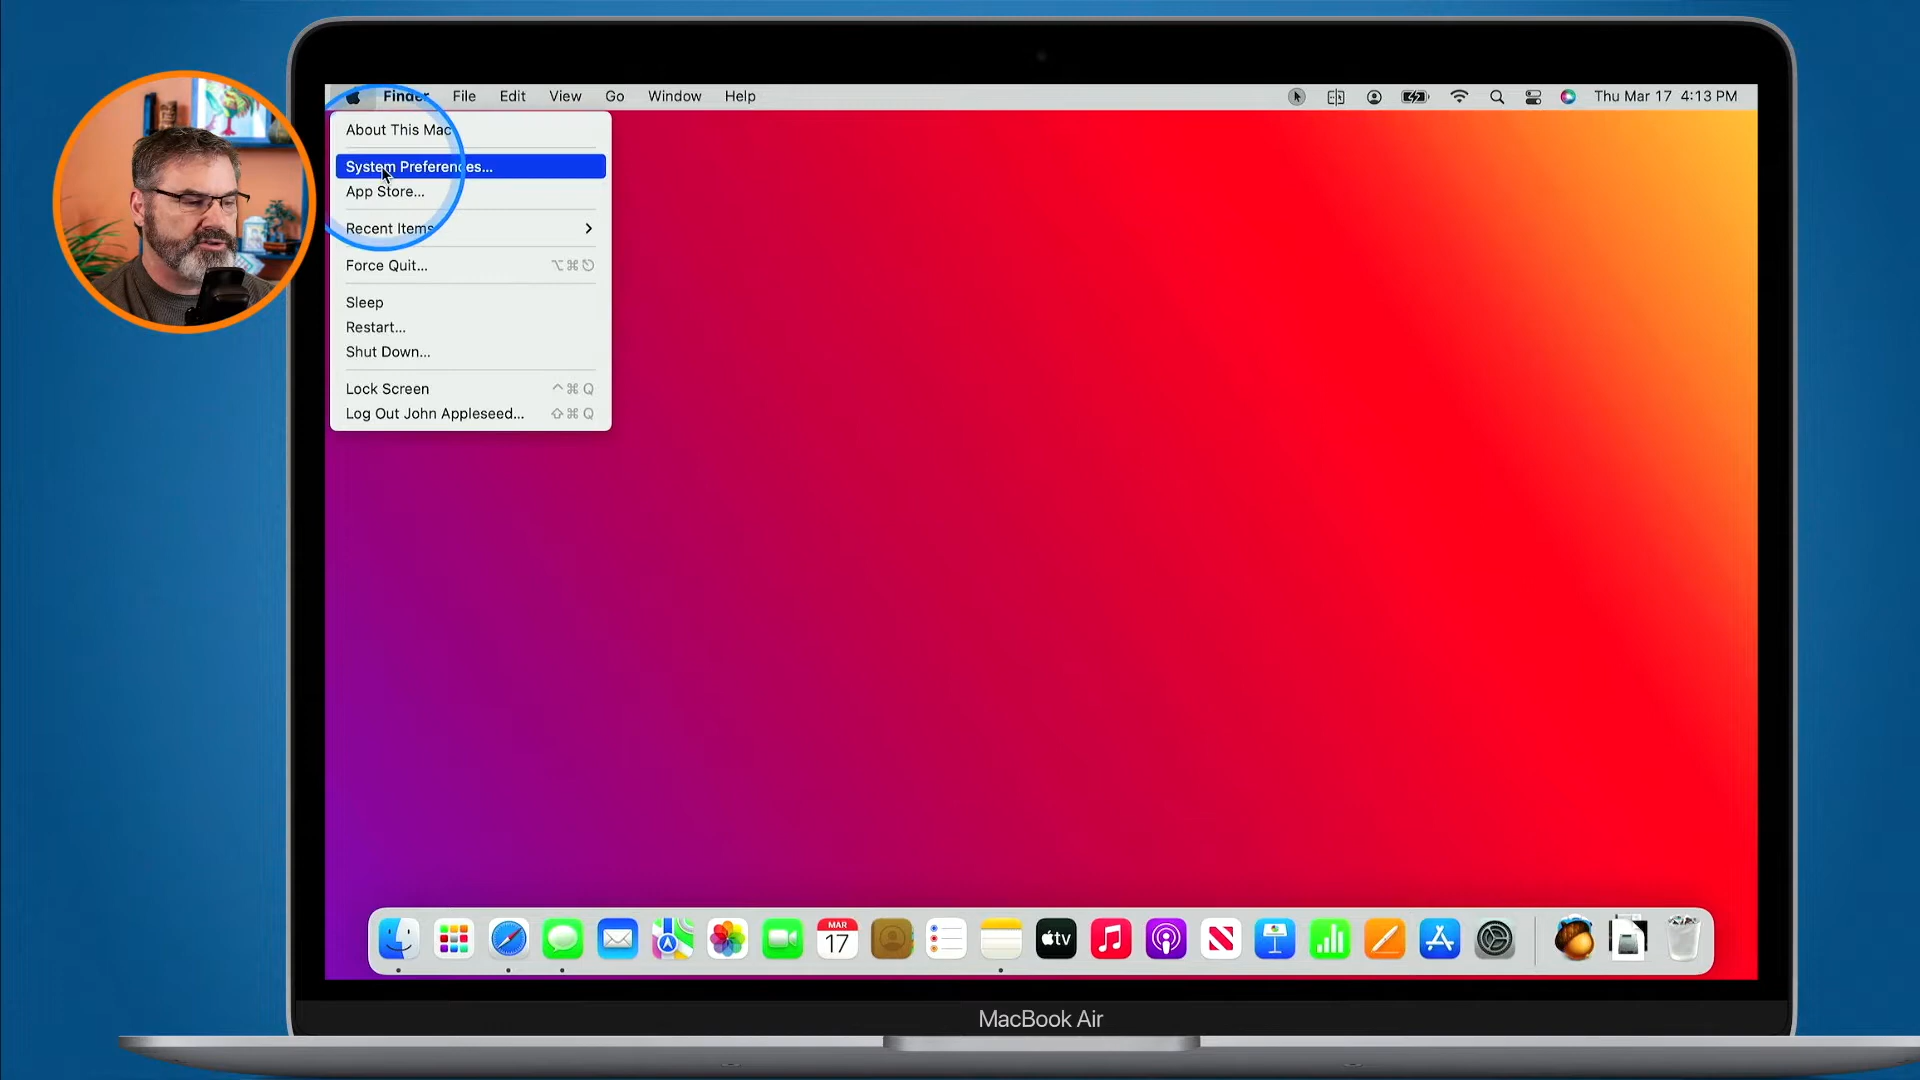 Finder File Edit View Go Window Help Thu Mar 17 4:13 PM
About This Mac
System Preferences...
App Store...
Recent Items
Force Quit... ⌥⌘⎋
Sleep
Restart...
Shut Down...
Lock Screen ^⌘Q
Log Out John Appleseed... ⇧⌘Q
MAR
17
tv
MacBook Air